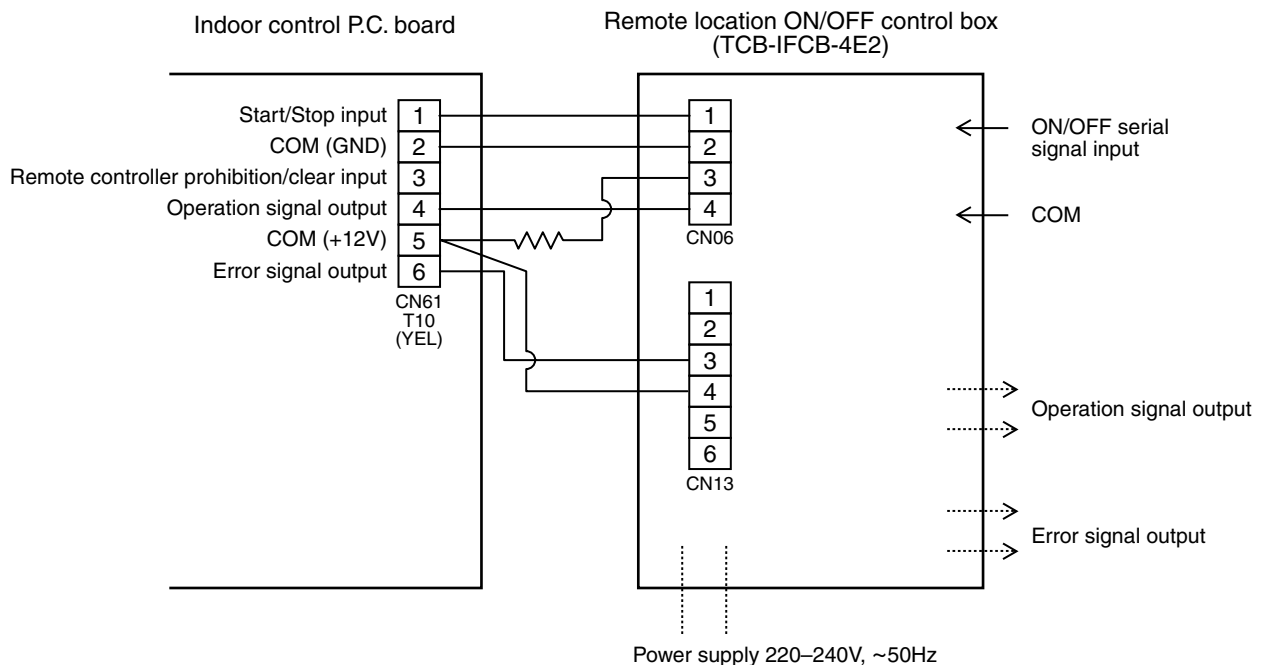 Indoor control P.C. board
Remote location ON/OFF control box
(TCB-IFCB-4E2)
Start/Stop input 1
COM (GND) 2
Remote controller prohibition/clear input 3
Operation signal output 4
COM (+12V) 5
Error signal output 6
CN61
T10
(YEL)
1
2
3
4
CN06
1
2
3
4
5
6
CN13
ON/OFF serial
signal input
COM
Operation signal output
Error signal output
Power supply 220–240V, ~50Hz